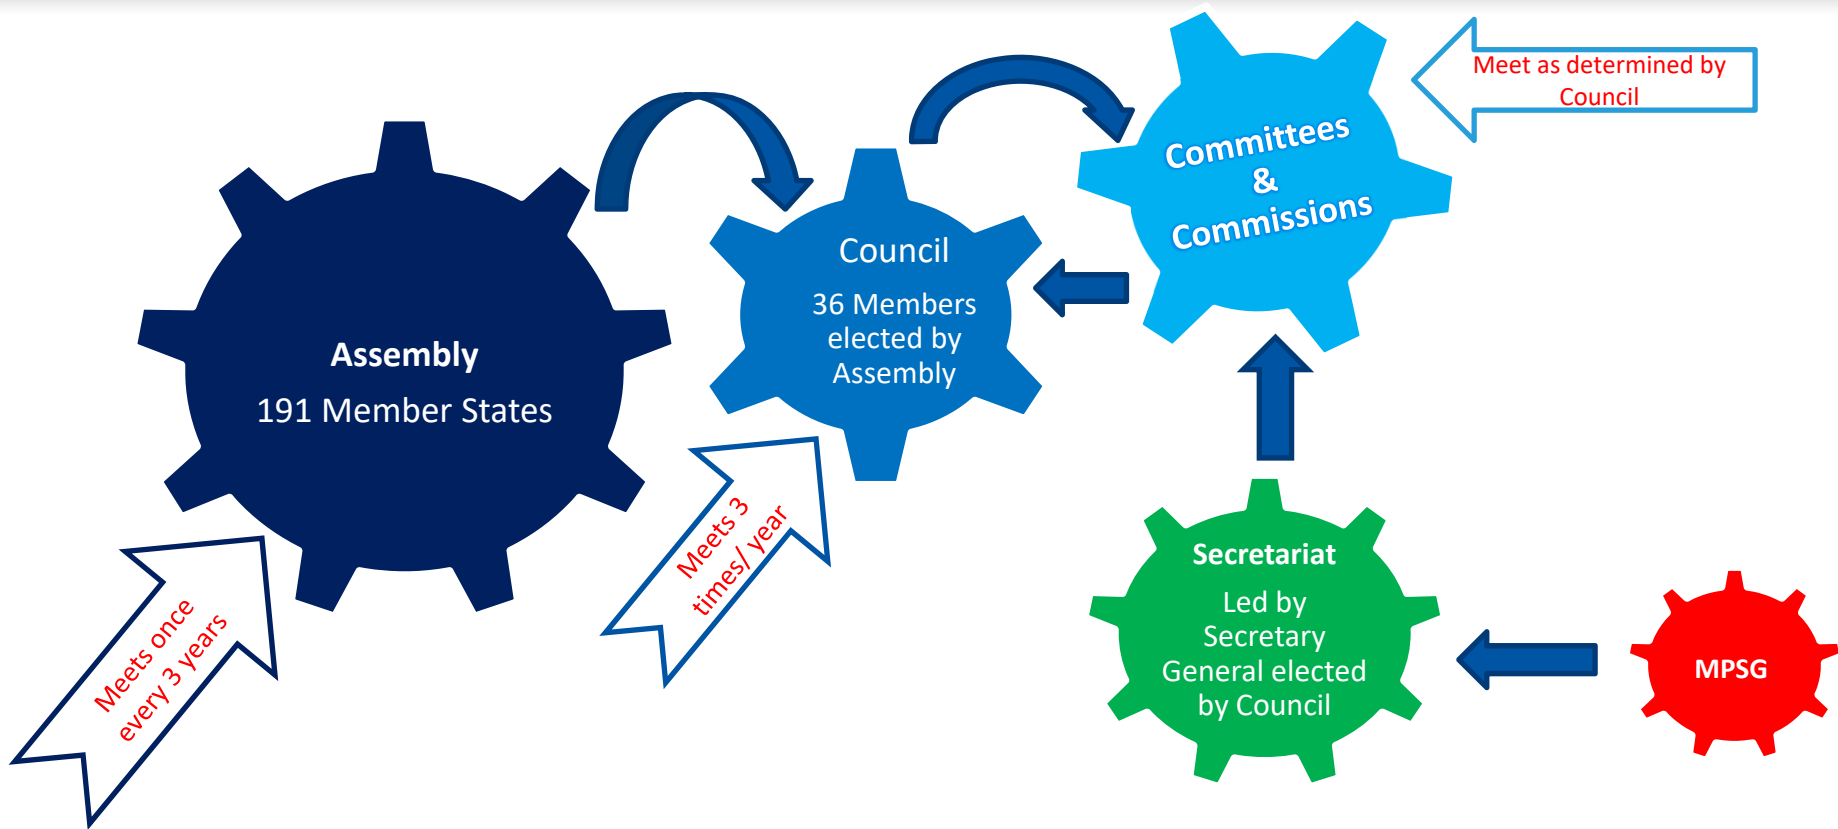 Assembly
191 Member States
Meets once
every 3 years
Council
36 Members
elected by
Assembly
Meets 3
times/ year
Committees
&
Commissions
Meet as determined by
Council
Secretariat
Led by
Secretary
General elected
by Council
MPSG